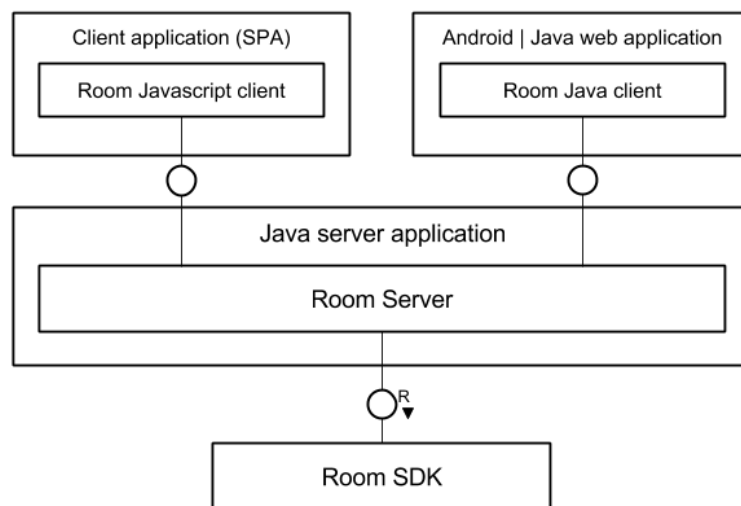 Client application (SPA)
Android | Java web application
Room Javascript client
Room Java client
Java server application
Room Server
R
Room SDK